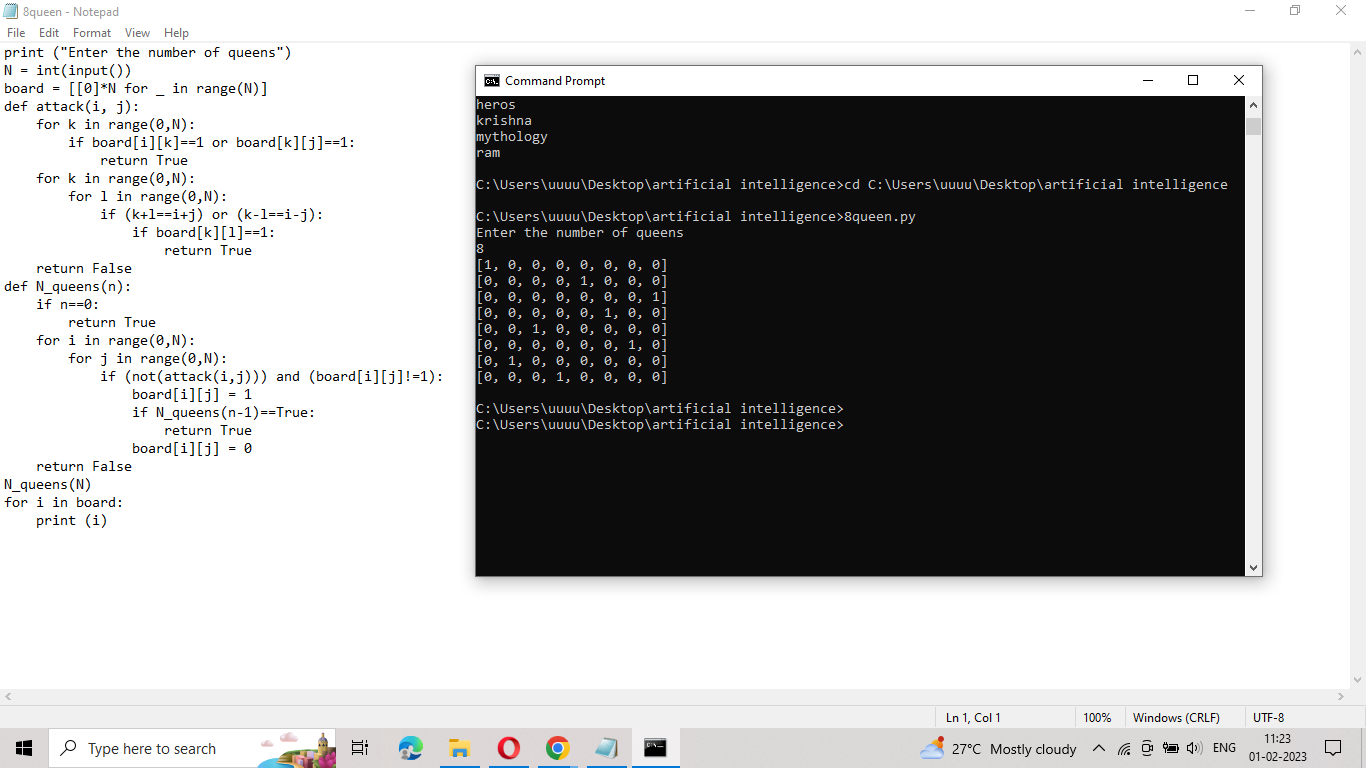 8queen - Notepad
File Edit Format View Help
print ("Enter the number of queens")
N = int(input())
board = [[0]*N for _ in range(N)]
def attack(i, j):
    for k in range(0,N):
        if board[i][k]==1 or board[k][j]==1:
            return True
    for k in range(0,N):
        for l in range(0,N):
            if (k+l==i+j) or (k-l==i-j):
                if board[k][l]==1:
                    return True
    return False
def N_queens(n):
    if n==0:
        return True
    for i in range(0,N):
        for j in range(0,N):
            if (not(attack(i,j))) and (board[i][j]!=1):
                board[i][j] = 1
                if N_queens(n-1)==True:
                    return True
                board[i][j] = 0
    return False
N_queens(N)
for i in board:
    print (i)
Command Prompt
heros
krishna
mythology
ram
C:\Users\uuuu\Desktop\artificial intelligence>cd C:\Users\uuuu\Desktop\artificial intelligence
C:\Users\uuuu\Desktop\artificial intelligence>8queen.py
Enter the number of queens
8
[1, 0, 0, 0, 0, 0, 0, 0]
[0, 0, 0, 0, 1, 0, 0, 0]
[0, 0, 0, 0, 0, 0, 0, 1]
[0, 0, 0, 0, 0, 1, 0, 0]
[0, 0, 1, 0, 0, 0, 0, 0]
[0, 0, 0, 0, 0, 0, 1, 0]
[0, 1, 0, 0, 0, 0, 0, 0]
[0, 0, 0, 1, 0, 0, 0, 0]
C:\Users\uuuu\Desktop\artificial intelligence>
C:\Users\uuuu\Desktop\artificial intelligence>
Ln 1, Col 1 100% Windows (CRLF) UTF-8
Type here to search 27°C Mostly cloudy ENG 11:23
01-02-2023